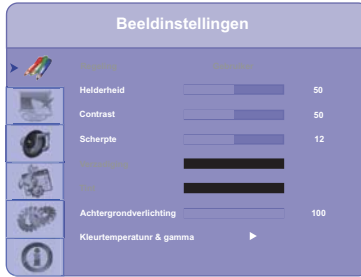 Beeldinstellingen
Helderheid 50
Contrast 50
Scherpte 12
Achtergrondverlichting 100
Kleurtemperatunr & gamma